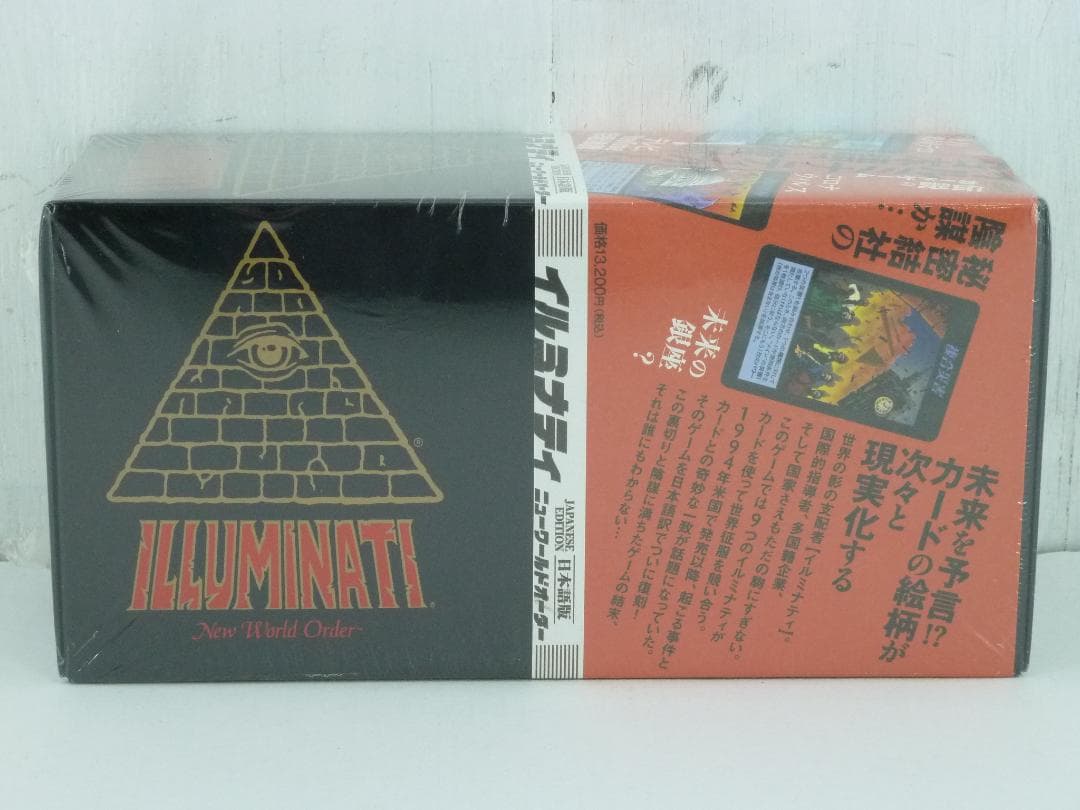 ILLUMINATI
New World Order
イルミナティ
JAPANESE
EDITION
日本語版
ニューワールドオーダー
価格13,200円(税込)
秘密結社の
陰謀か…
未来の
銀座？
複合災害
未来を予言!?
カードの絵柄が
次々と
現実化する
世界の影の支配者【イルミナティ】。
国際的指導者、多国籍企業、
そして国家さえもただの駒にすぎない。
このゲームでは9つのイルミナティが
カードを使って世界征服を競い合う。
1994年米国で発売以降、起こる事件と
カードとの奇妙な一致が話題になっていた。
そのゲームを日本語訳でついに復刻！
この裏切りと陰謀に満ちたゲームの結末、
それは誰にもわからない…